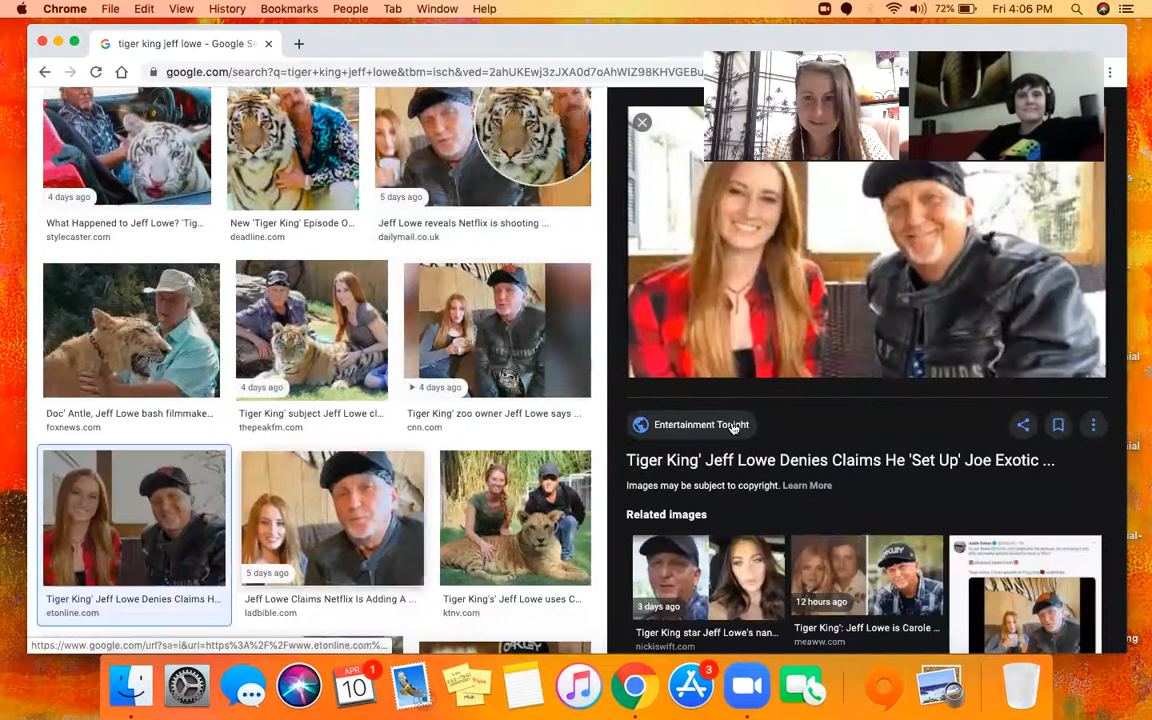 Chrome File Edit View History Bookmarks People Tab Window Help
72% Fri 4:06 PM
tiger king jeff lowe - Google Se
google.com/search?q=tiger+king+jeff+lowe&tbm=isch&ved=2ahUKEwj3zJXA0d7oAhWIZ98KHVGEBu
4 days ago
5 days ago
What Happened to Jeff Lowe? 'Tig...
New 'Tiger King' Episode O...
Jeff Lowe reveals Netflix is shooting ...
stylecaster.com
deadline.com
dailymail.co.uk
4 days ago
4 days ago
Doc' Antle, Jeff Lowe bash filmmake...
Tiger King' subject Jeff Lowe cl...
Tiger King' zoo owner Jeff Lowe says ...
foxnews.com
thepeakfm.com
cnn.com
5 days ago
Tiger King' Jeff Lowe Denies Claims H...
Jeff Lowe Claims Netflix Is Adding A ...
Tiger King's' Jeff Lowe uses C...
etonline.com
ladbible.com
ktnv.com
https://www.google.com/url?sa=i&url=https%3A%2F%2Fwww.etonline.com%...
Entertainment Tonight
Tiger King' Jeff Lowe Denies Claims He 'Set Up' Joe Exotic ...
Images may be subject to copyright. Learn More
Related images
3 days ago
12 hours ago
Tiger King star Jeff Lowe's nan...
Tiger King': Jeff Lowe is Carole ...
nickiswift.com
meaww.com
OAKLEY
APR
10
1
3